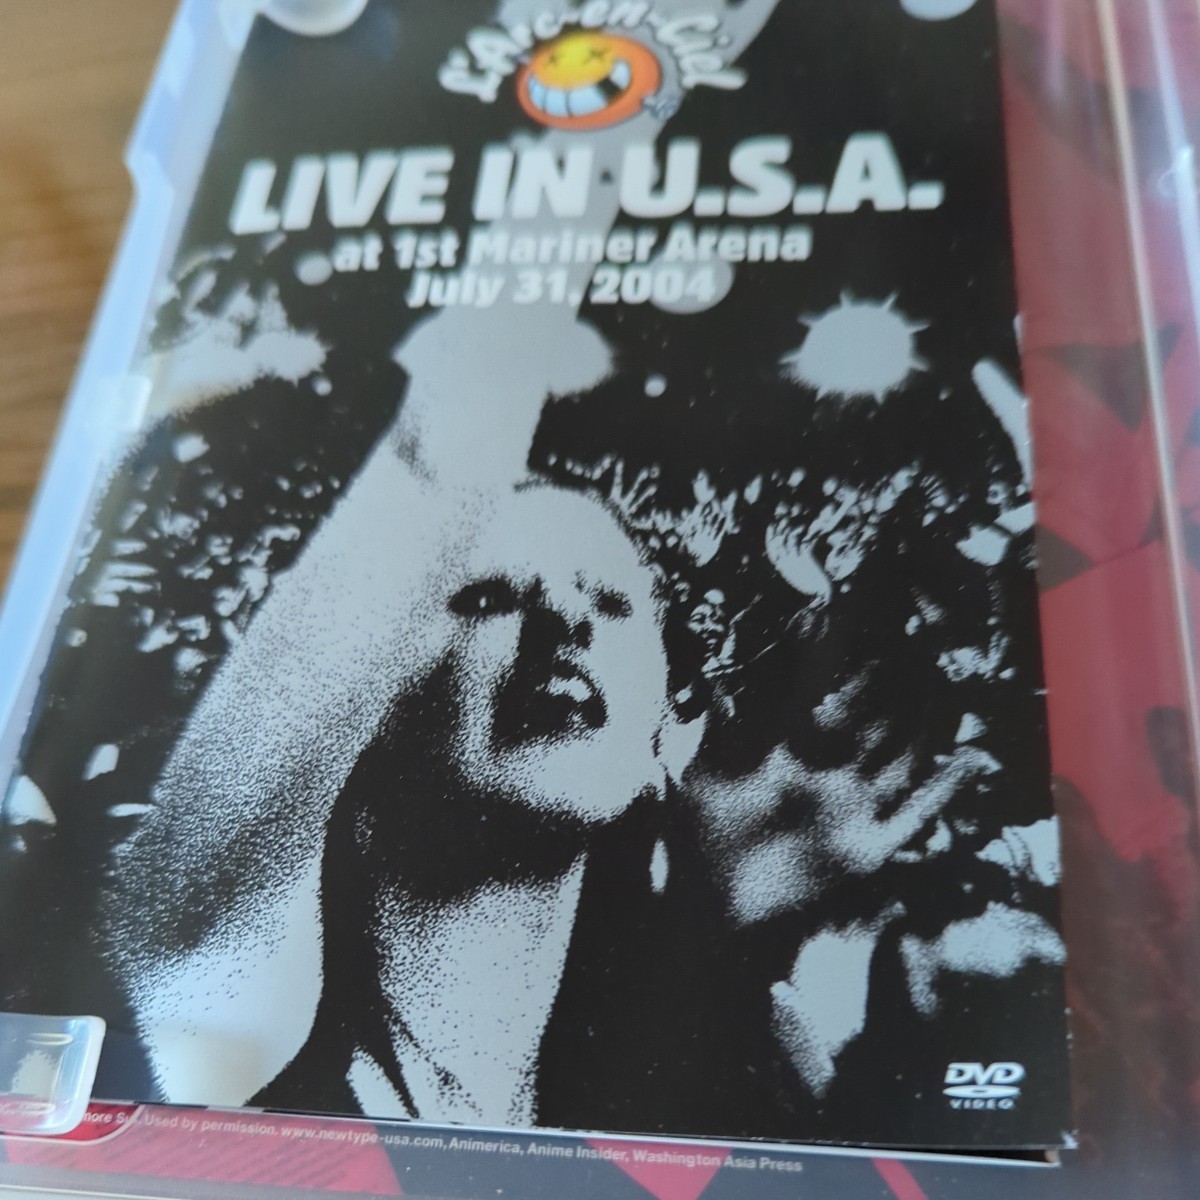 L'Arc-en-Ciel
LIVE IN U.S.A.
at 1st Mariner Arena
July 31, 2004
DVD
VIDEO
Used by permission. www.newtype-usa.com, Animerica, Anime Insider, Washington Asia Press